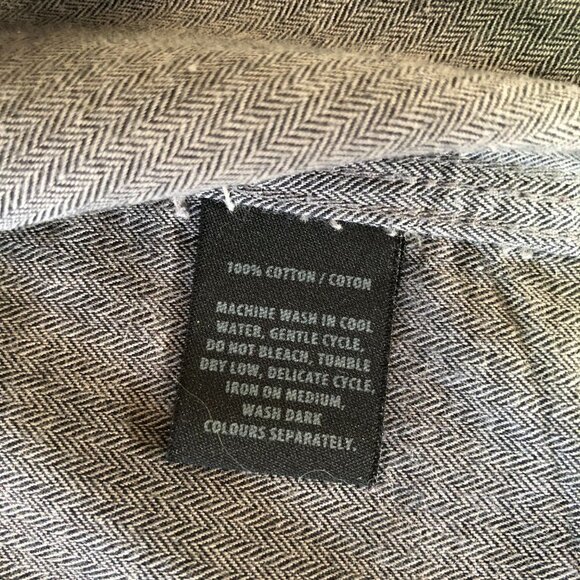 100% COTTON / COTON
MACHINE WASH IN COOL
WATER, GENTLE CYCLE,
DO NOT BLEACH, TUMBLE
DRY LOW, DELICATE CYCLE,
IRON ON MEDIUM,
WASH DARK
COLOURS SEPARATELY.